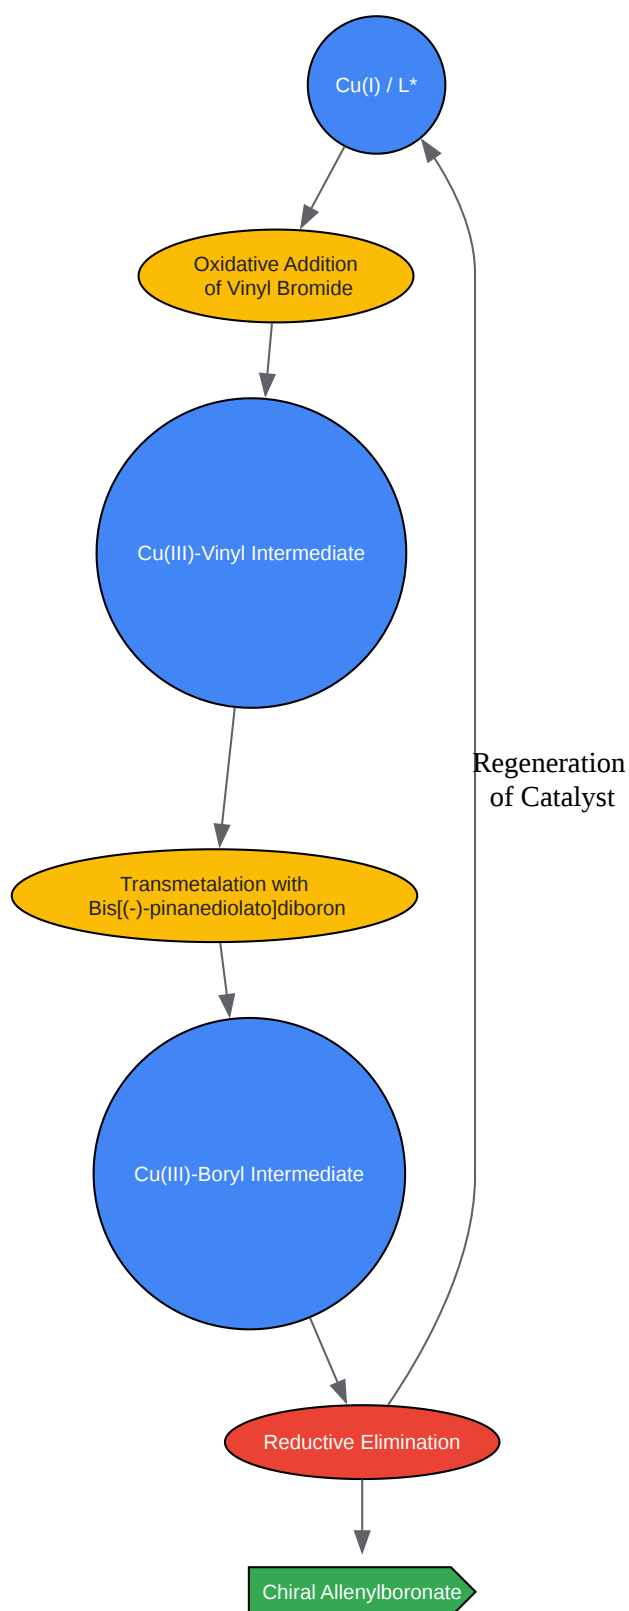 Cu(I) / L*
Oxidative Addition
of Vinyl Bromide
Cu(III)-Vinyl Intermediate
Regeneration
of Catalyst
Transmetalation with
Bis[(-)-pinanediolato]diboron
Cu(III)-Boryl Intermediate
Reductive Elimination
Chiral Allenylboronate